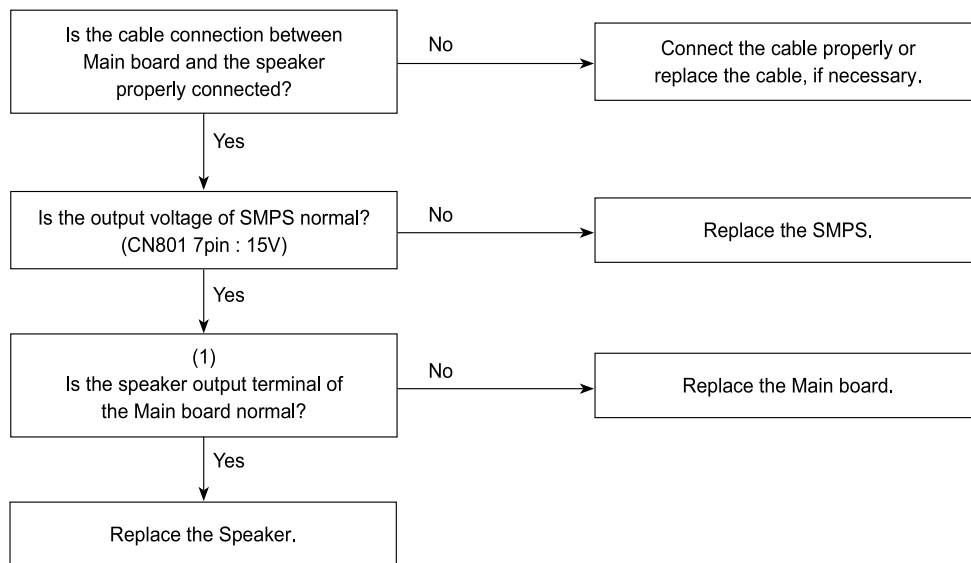 Is the cable connection between
Main board and the speaker
properly connected?
No
Connect the cable properly or
replace the cable, if necessary.
Yes
Is the output voltage of SMPS normal?
(CN801 7pin : 15V)
No
Replace the SMPS.
Yes
(1)
Is the speaker output terminal of
the Main board normal?
No
Replace the Main board.
Yes
Replace the Speaker.